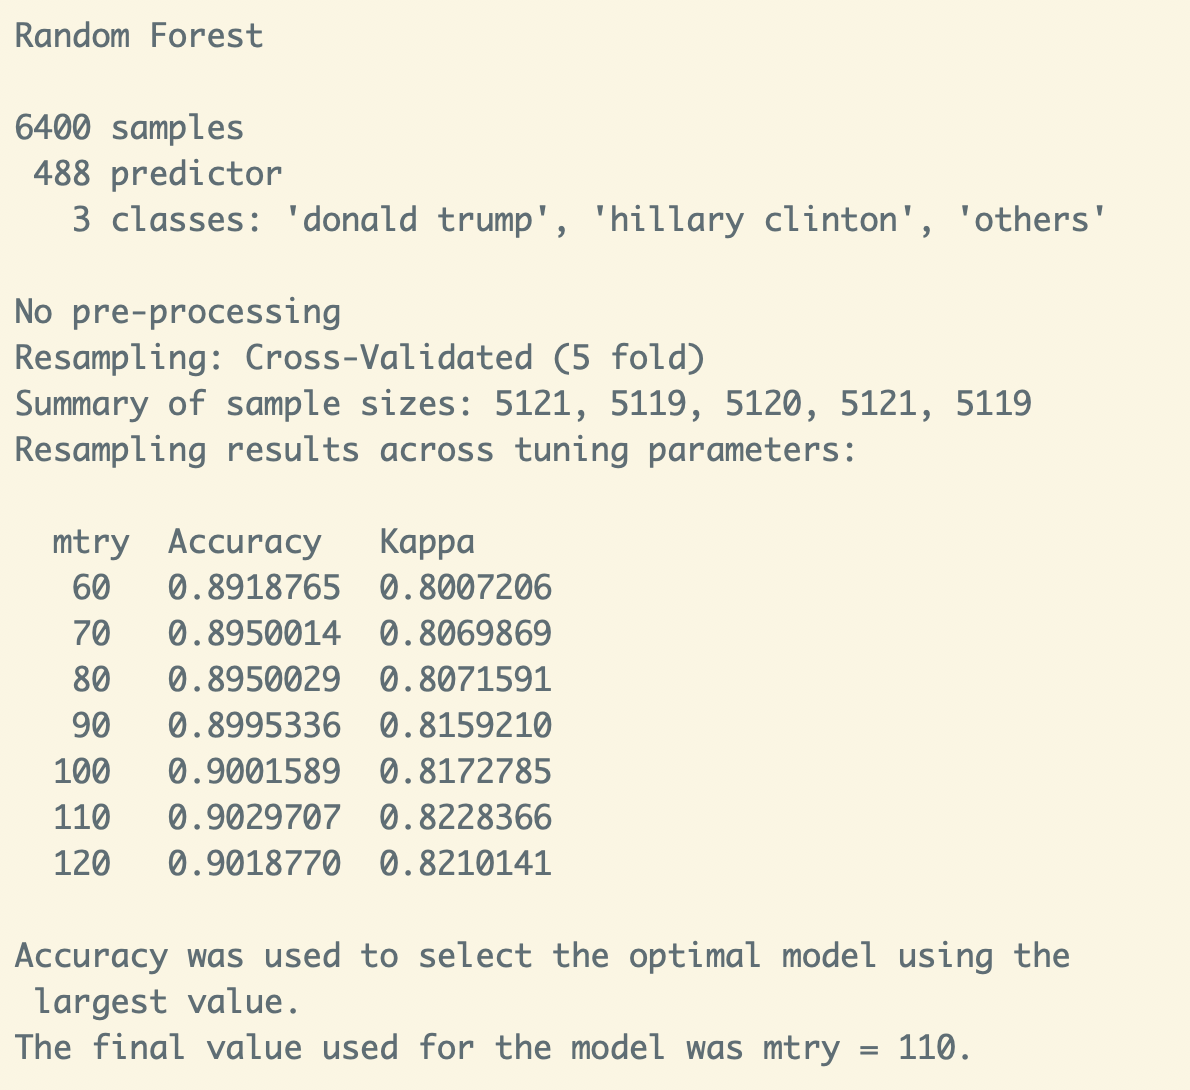 Random Forest
6400 samples
488 predictor
3 classes: 'donald trump', 'hillary clinton', 'others'
No pre-processing
Resampling: Cross-Validated (5 fold)
Summary of sample sizes: 5121, 5119, 5120, 5121, 5119
Resampling results across tuning parameters:
mtry  Accuracy   Kappa
60   0.8918765  0.8007206
70   0.8950014  0.8069869
80   0.8950029  0.8071591
90   0.8995336  0.8159210
100   0.9001589  0.8172785
110   0.9029707  0.8228366
120   0.9018770  0.8210141
Accuracy was used to select the optimal model using the
largest value.
The final value used for the model was mtry = 110.